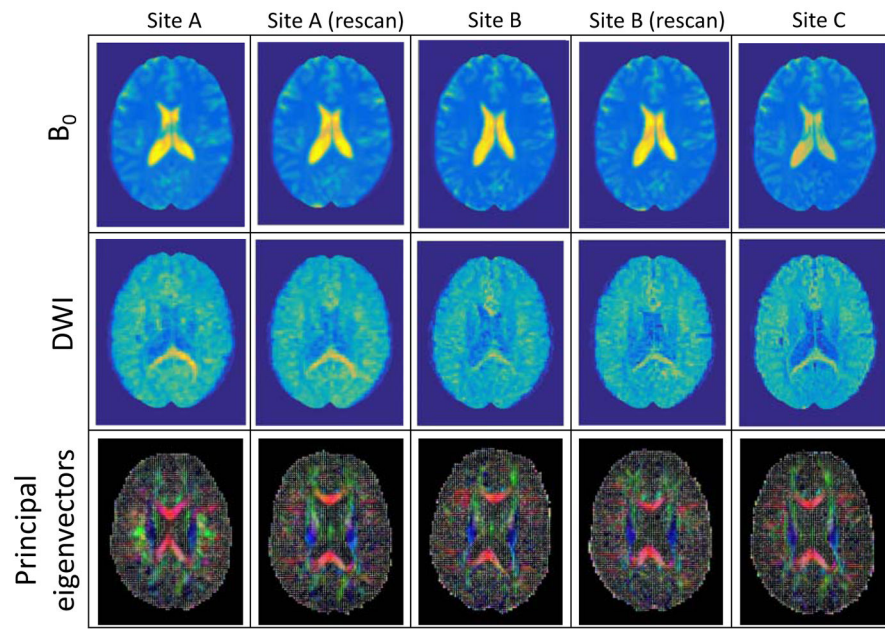 Site A
Site A (rescan)
Site B
Site B (rescan)
Site C
B0
DWI
Principal
eigenvectors